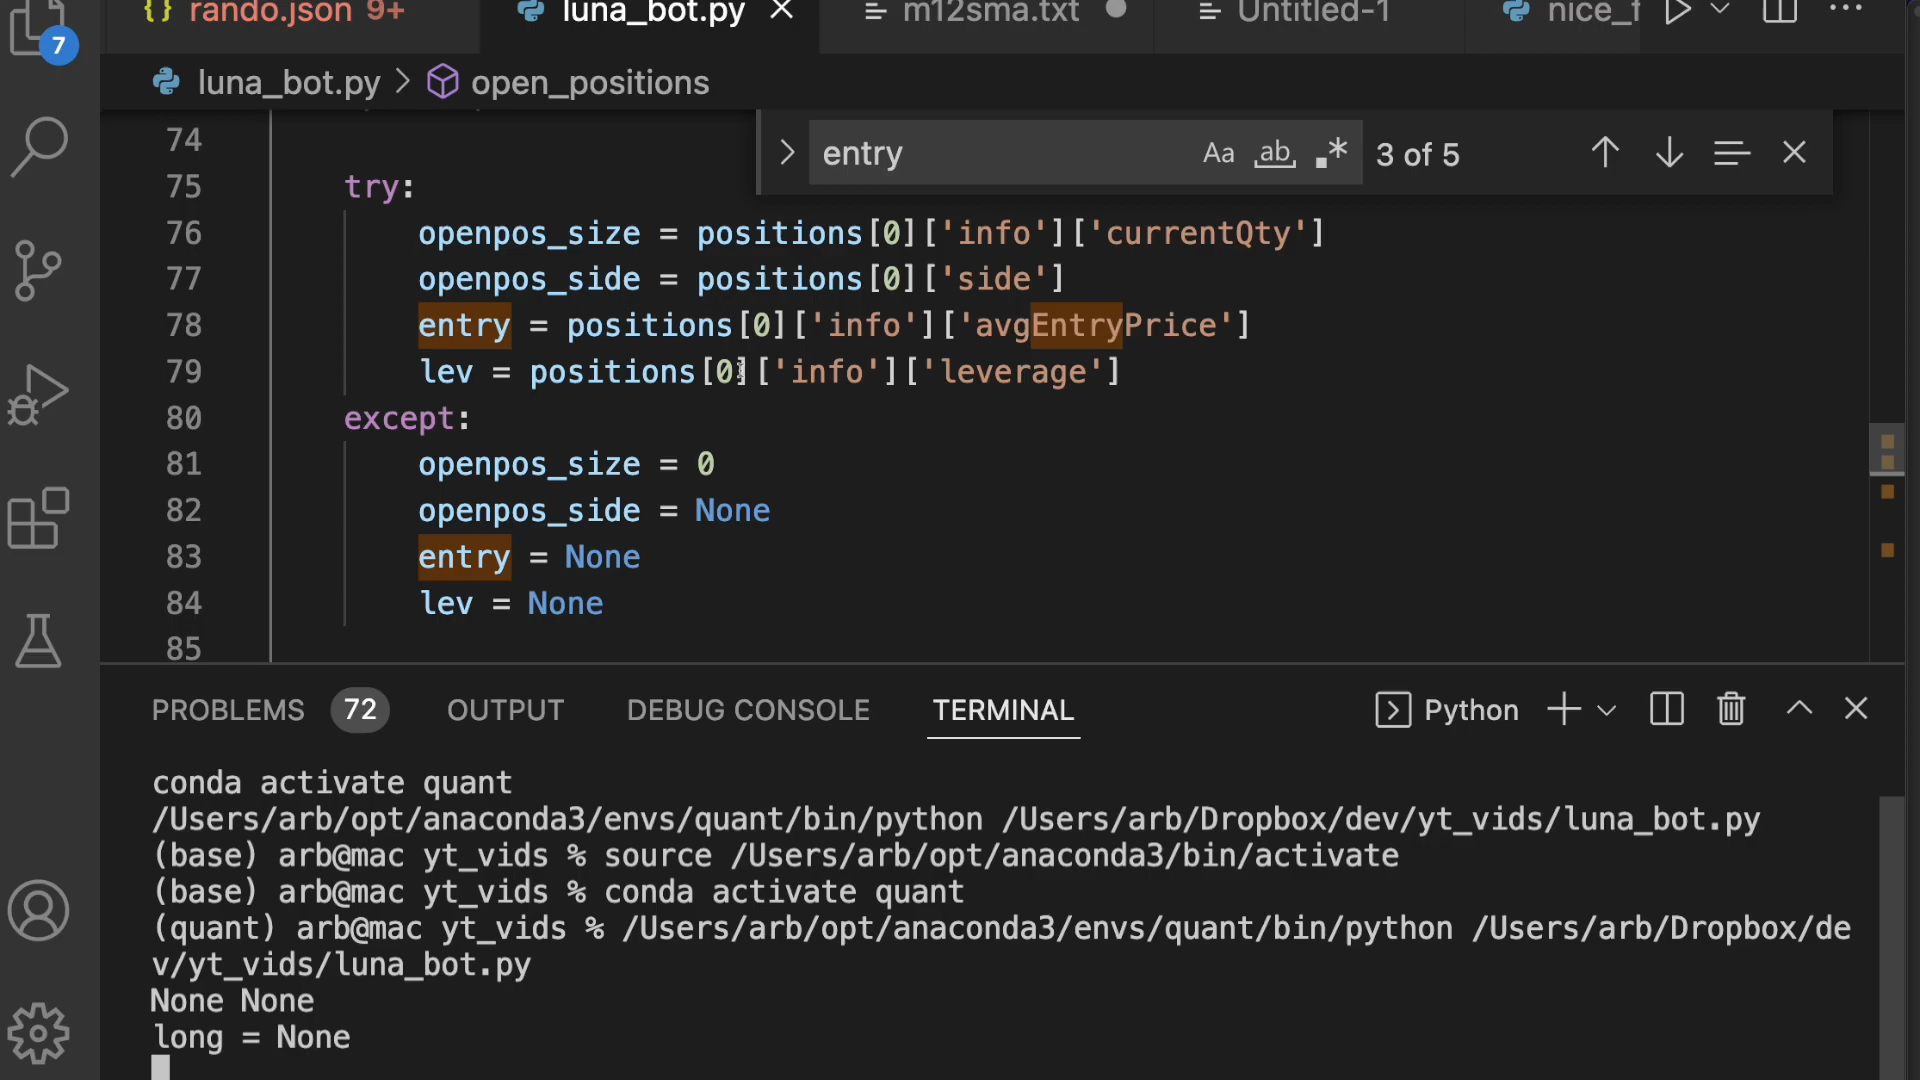 {} rando.json 9+ luna_bot.py m12sma.txt Untitled-1 nice_f
7
luna_bot.py > open_positions
entry Aa ab .* 3 of 5
74
75 try:
76 openpos_size = positions[0]['info']['currentQty']
77 openpos_side = positions[0]['side']
78 entry = positions[0]['info']['avgEntryPrice']
79 lev = positions[0]['info']['leverage']
80 except:
81 openpos_size = 0
82 openpos_side = None
83 entry = None
84 lev = None
85
PROBLEMS 72 OUTPUT DEBUG CONSOLE TERMINAL Python
conda activate quant
/Users/arb/opt/anaconda3/envs/quant/bin/python /Users/arb/Dropbox/dev/yt_vids/luna_bot.py
(base) arb@mac yt_vids % source /Users/arb/opt/anaconda3/bin/activate
(base) arb@mac yt_vids % conda activate quant
(quant) arb@mac yt_vids % /Users/arb/opt/anaconda3/envs/quant/bin/python /Users/arb/Dropbox/de
v/yt_vids/luna_bot.py
None None
long = None